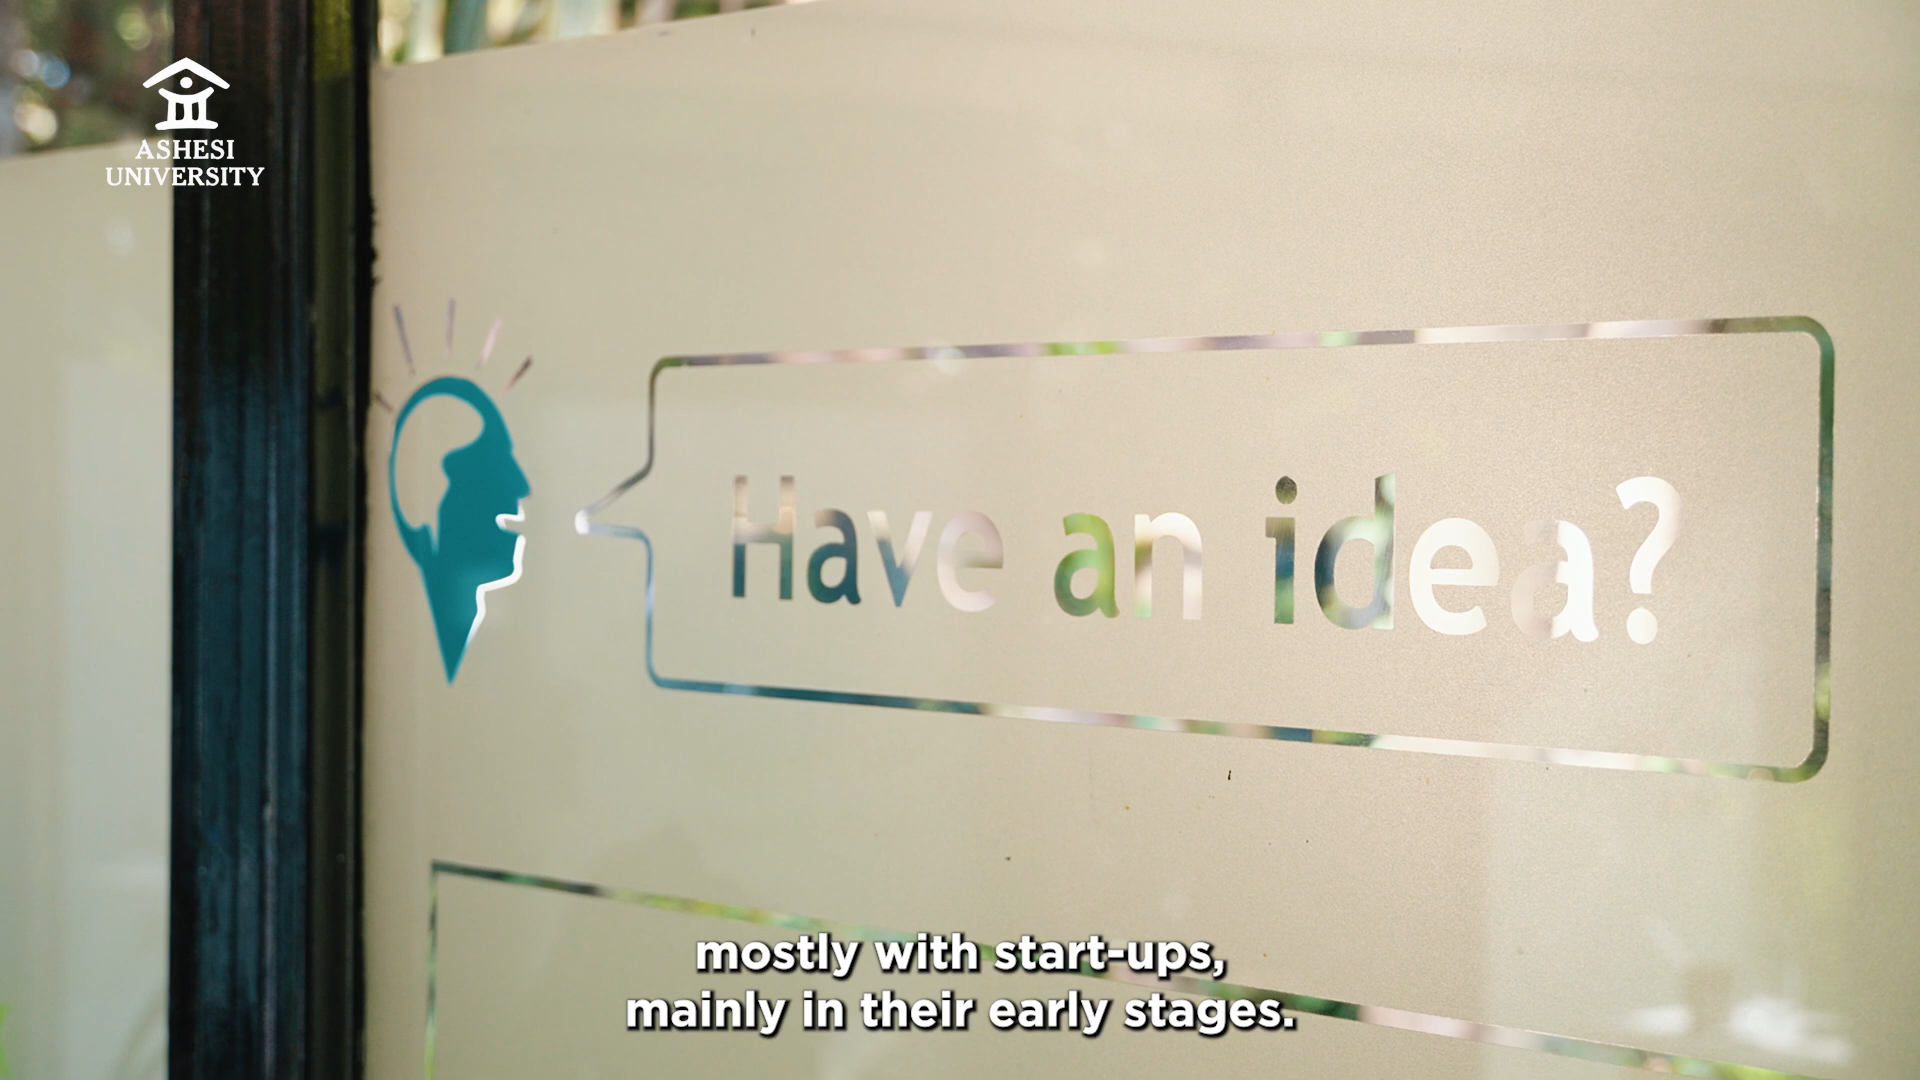 ASHESI
UNIVERSITY
Have an idea?
mostly with start-ups,
mainly in their early stages.